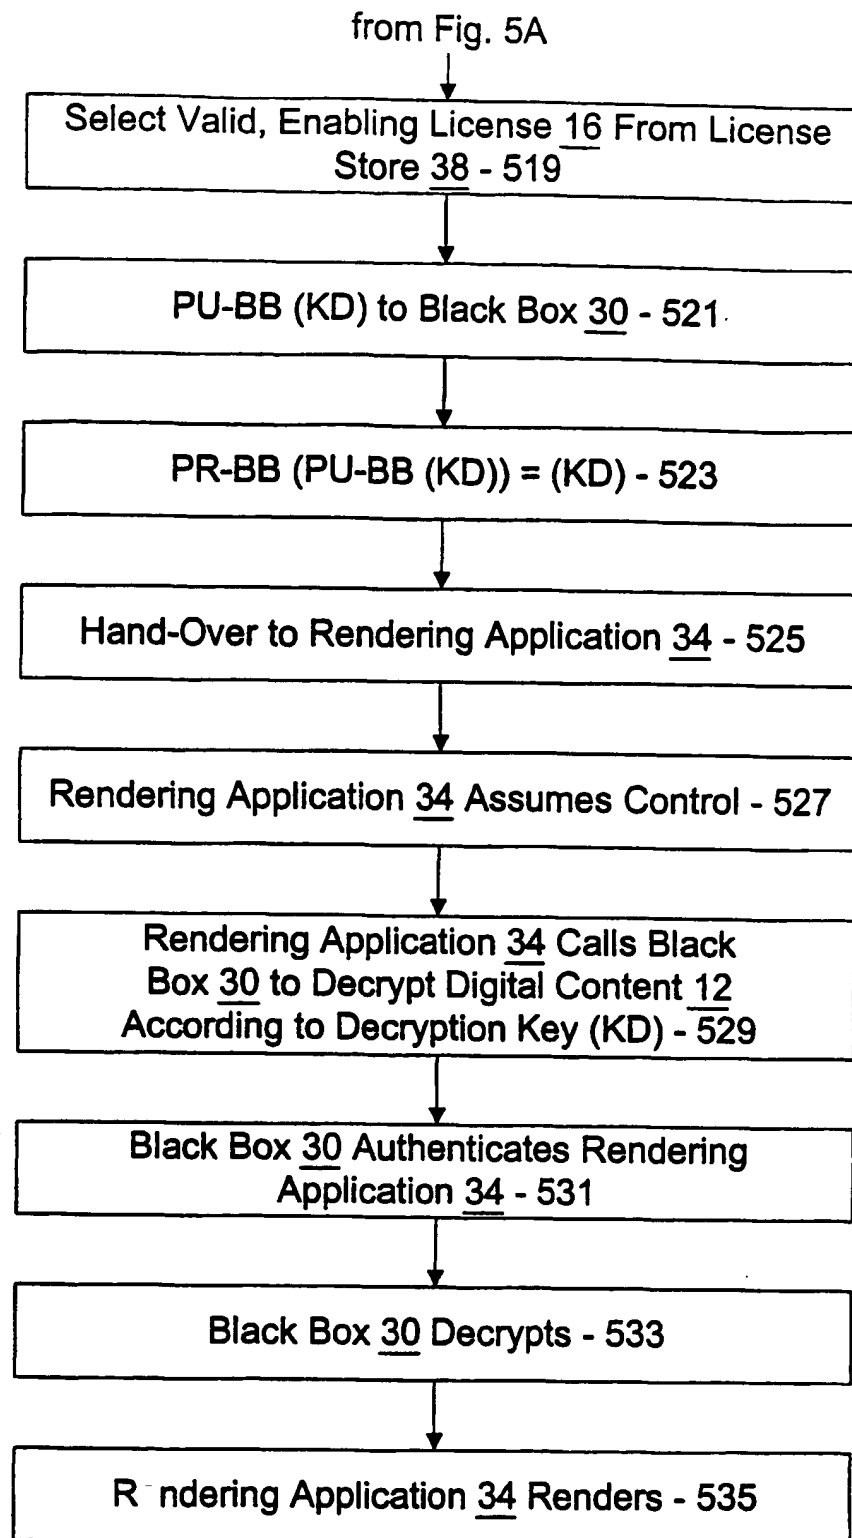 from Fig. 5A
Select Valid, Enabling License 16 From License
Store 38 - 519
PU-BB (KD) to Black Box 30 - 521
PR-BB (PU-BB (KD)) = (KD) - 523
Hand-Over to Rendering Application 34 - 525
Rendering Application 34 Assumes Control - 527
Rendering Application 34 Calls Black
Box 30 to Decrypt Digital Content 12
According to Decryption Key (KD) - 529
Black Box 30 Authenticates Rendering
Application 34 - 531
Black Box 30 Decrypts - 533
R ndering Application 34 Renders - 535